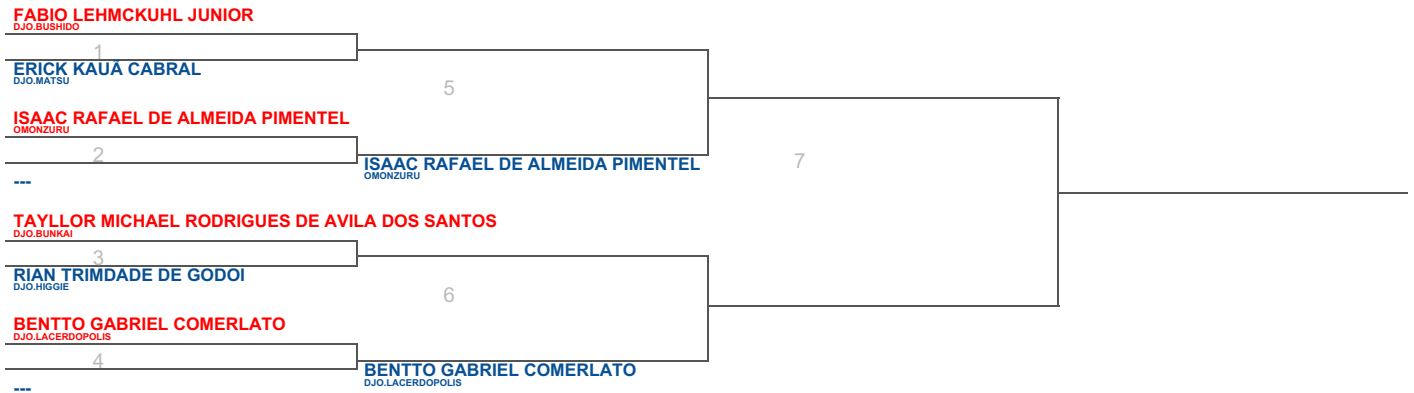 FABIO LEHMCKUHL JUNIOR
DJO.BUSHIDO
1
ERICK KAUÃ CABRAL
DJO.MATSU
5
ISAAC RAFAEL DE ALMEIDA PIMENTEL
OMONZURU
2
---
ISAAC RAFAEL DE ALMEIDA PIMENTEL
OMONZURU
7
TAYLLOR MICHAEL RODRIGUES DE AVILA DOS SANTOS
DJO.BUNKAI
3
RIAN TRIMDADE DE GODOI
DJO.HIGGIE
6
BENTTO GABRIEL COMERLATO
DJO.LACERDOPOLIS
4
---
BENTTO GABRIEL COMERLATO
DJO.LACERDOPOLIS